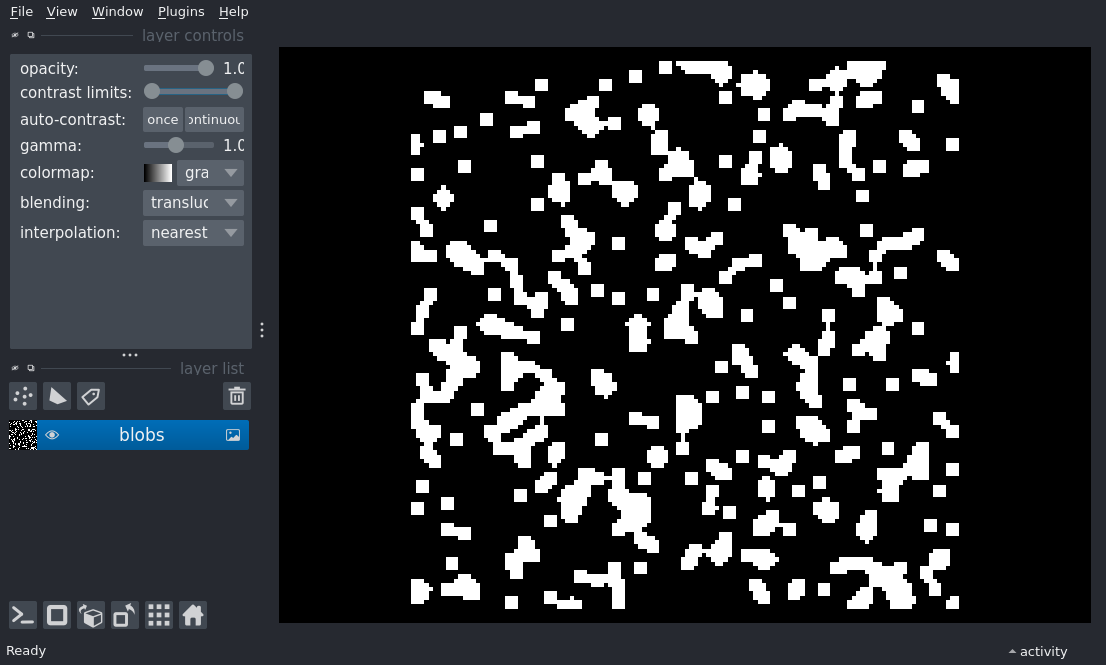 File View Window Plugins Help
layer controls
opacity: 1.0
contrast limits:
auto-contrast: once ontinuou
gamma: 1.0
colormap: gra
blending: transluc
interpolation: nearest
layer list
blobs
Ready
activity